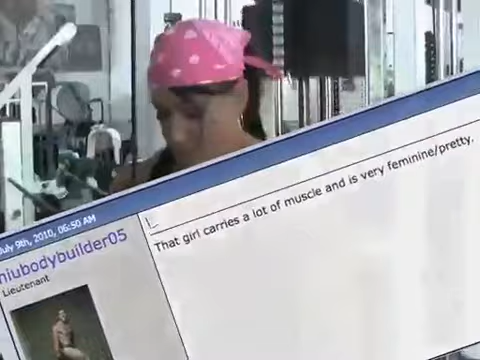 July 9th, 2010, 06:50 AM
niubodybuilder05
Lieutenant
That girl carries a lot of muscle and is very feminine/pretty.